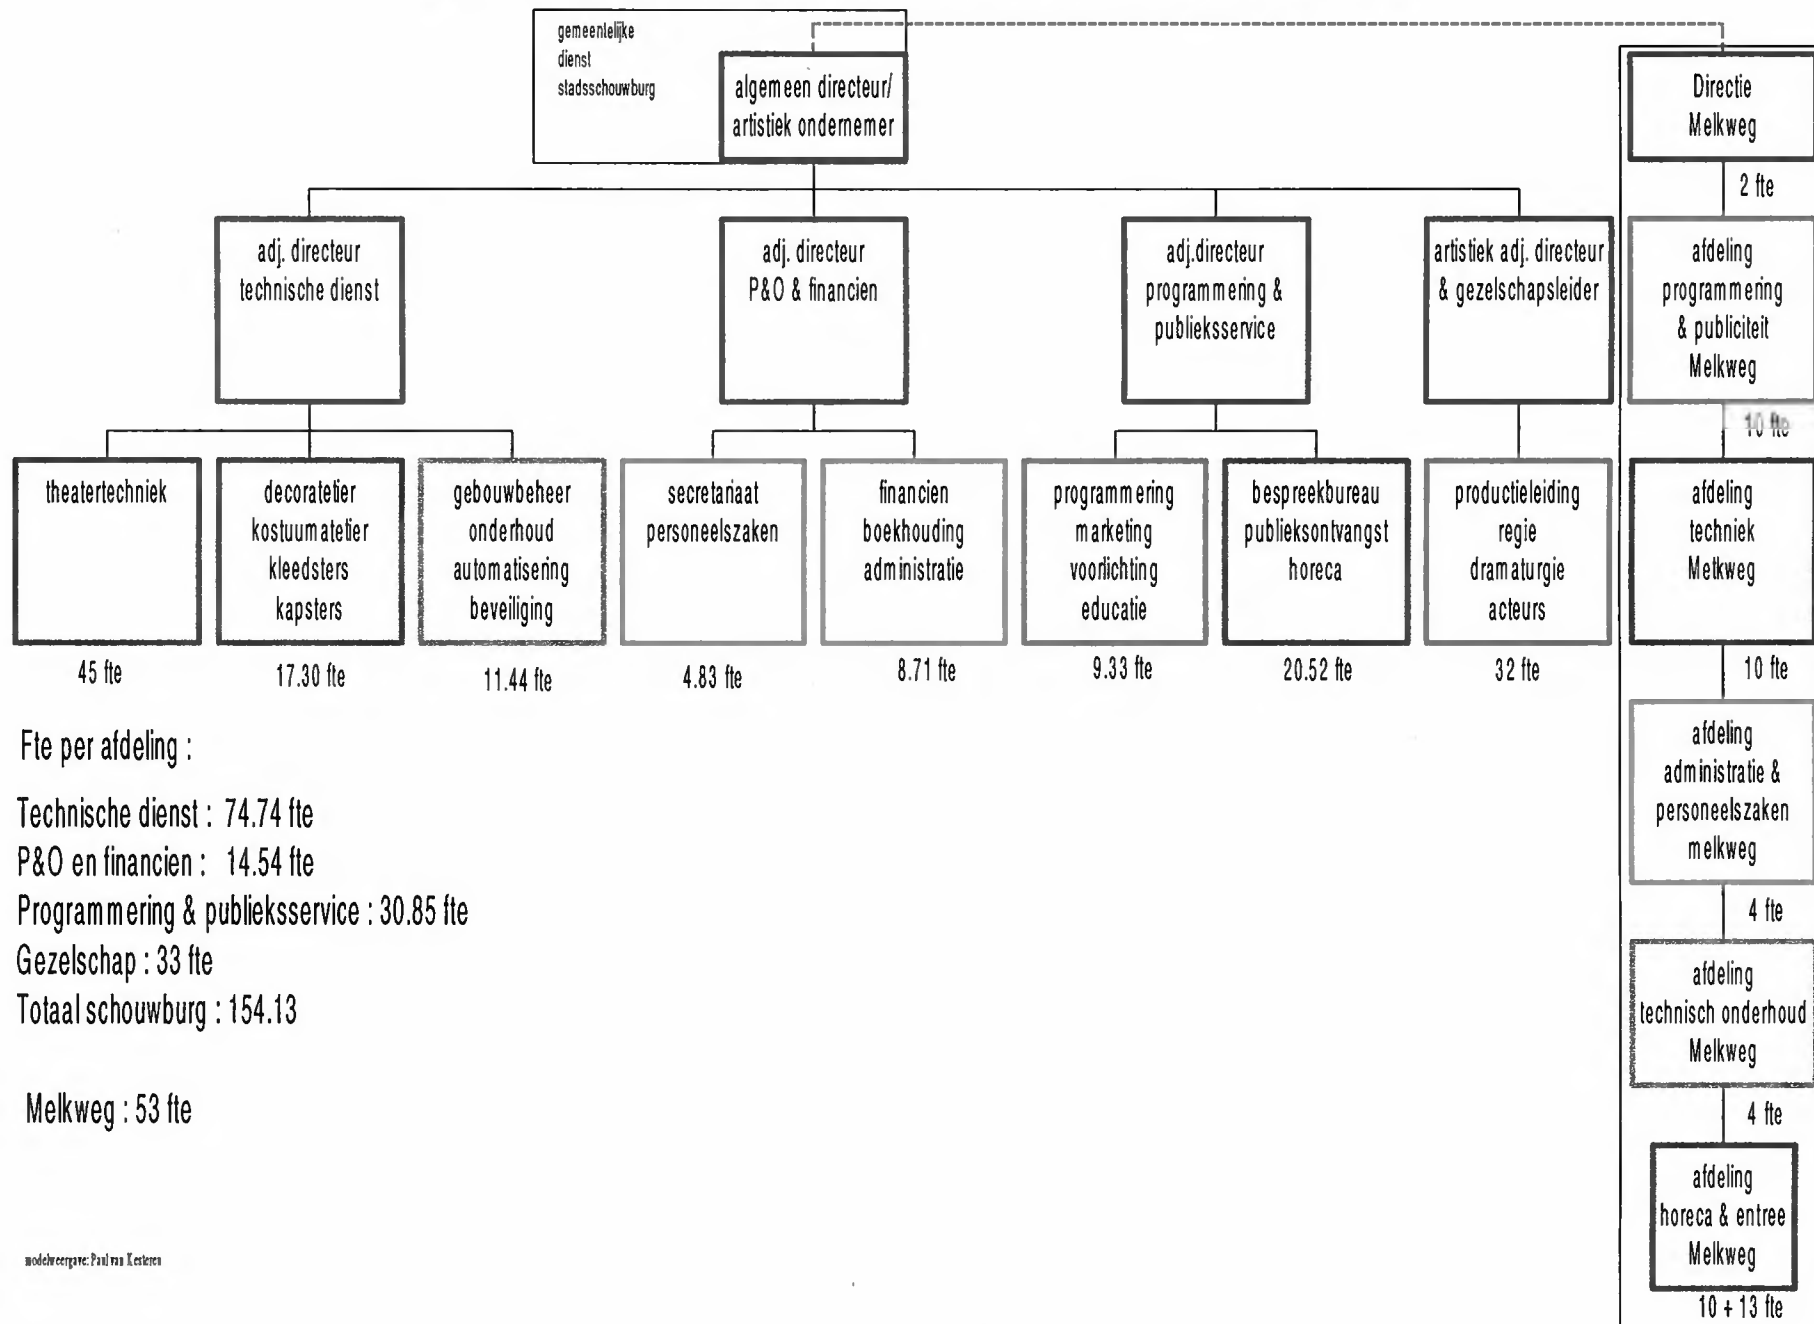 gemeentelijke
dienst
stadsschouwburg
algemeen directeur/
artistiek ondernemer
Directie
Melkweg
2 fte
adj. directeur
technische dienst
adj. directeur
P&O & financien
adj.directeur
programmering &
publieksservice
artistiek adj. directeur
& gezelschapsleider
afdeling
programmering
& publiciteit
Melkweg
10 fte
theatertechniek
45 fte
decoratetier
kostuumatetier
kleedsters
kapsters
17.30 fte
gebouwbeheer
onderhoud
automatisering
beveiliging
11.44 fte
secretariaat
personeelszaken
4.83 fte
financien
boekhouding
administratie
8.71 fte
programmering
marketing
voorlichting
educatie
9.33 fte
bespreekbureau
publieksontvangst
horeca
20.52 fte
productieleiding
regie
dramaturgie
acteurs
32 fte
afdeling
techniek
Melkweg
10 fte
afdeling
administratie &
personeelszaken
melkweg
4 fte
afdeling
technisch onderhoud
Melkweg
4 fte
afdeling
horeca & entree
Melkweg
10 + 13 fte
Fte per afdeling :
Technische dienst : 74.74 fte
P&O en financien : 14.54 fte
Programmering & publieksservice : 30.85 fte
Gezelschap : 33 fte
Totaal schouwburg : 154.13
Melkweg : 53 fte
modelweergave: Paul van Kesteren